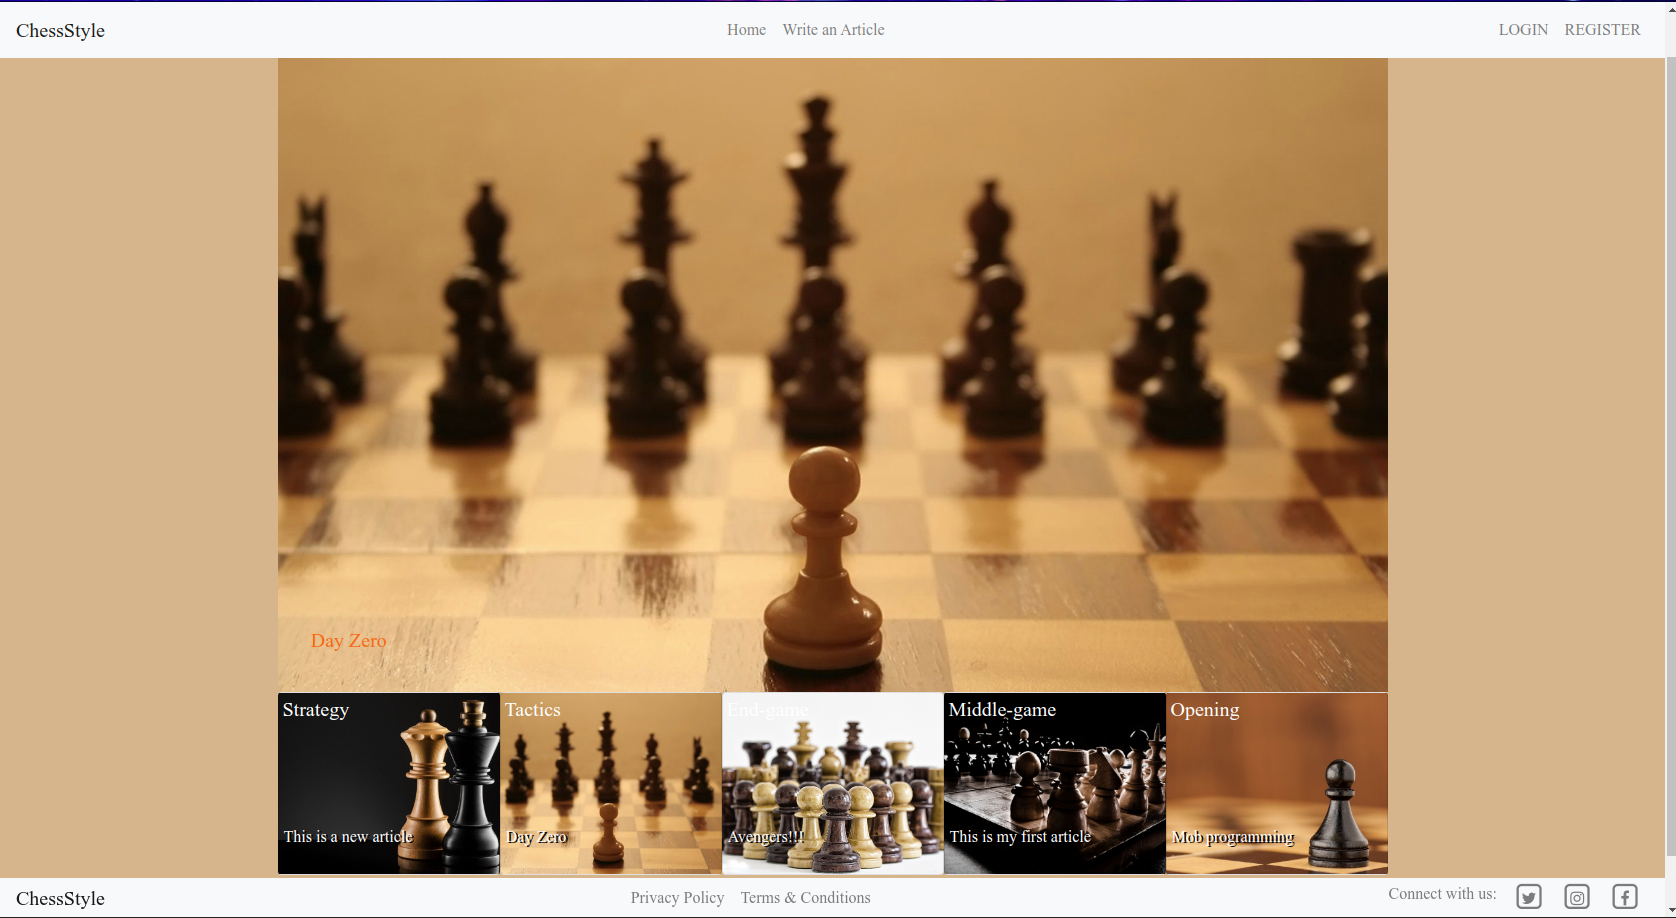 ChessStyle
Home Write an Article
LOGIN REGISTER
Day Zero
Strategy
Tactics
End-game
Middle-game
Opening
This is a new article
Day Zero
Avengers!!!
This is my first article
Mob programming
ChessStyle
Privacy Policy Terms & Conditions
Connect with us: